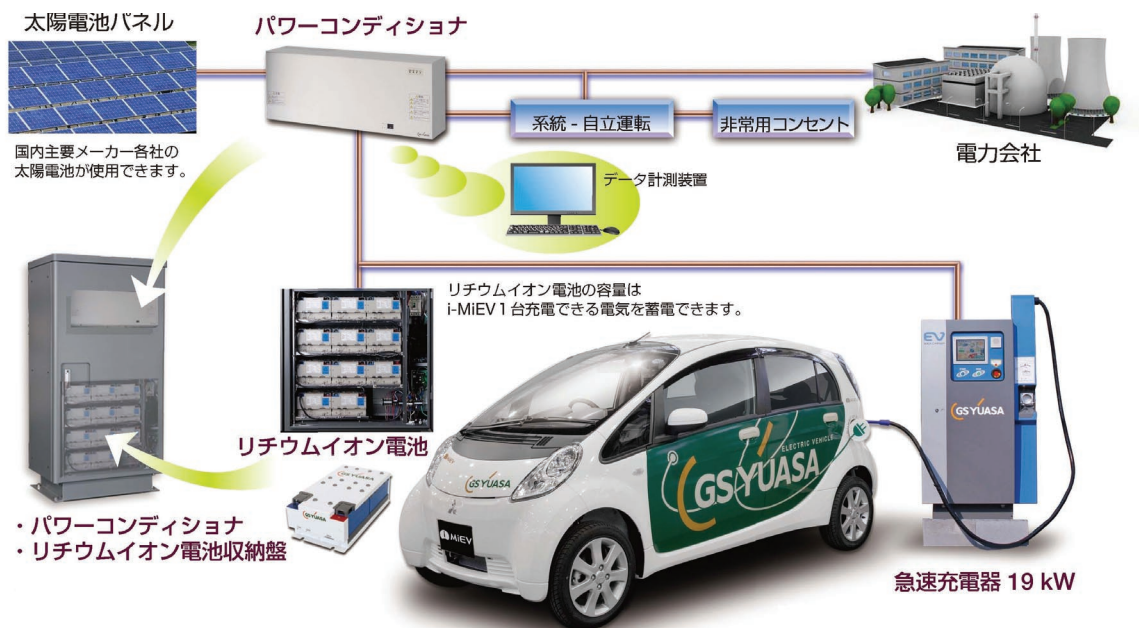 太陽電池パネル
パワーコンディショナ
国内主要メーカー各社の
太陽電池が使用できます。
系統 - 自立運転
非常用コンセント
電力会社
データ計測装置
リチウムイオン電池の容量は
i-MiEV 1 台充電できる電気を蓄電できます。
リチウムイオン電池
GS YUASA
・パワーコンディショナ
・リチウムイオン電池収納盤
GS YUASA
ELECTRIC VEHICLE
GS YUASA
i MiEV
EV
GS YUASA
急速充電器 19 kW